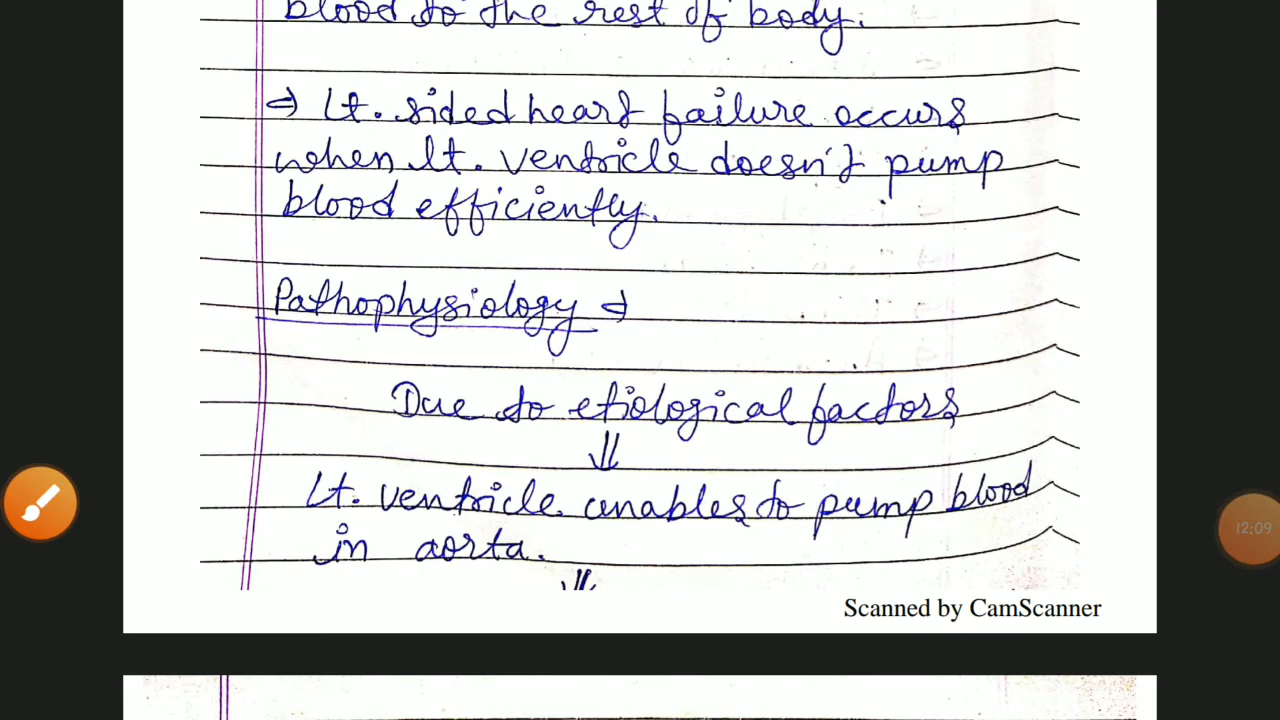 blood to the rest of body.
⇒ Lt. sided heart failure occurs
when lt. ventricle doesn't pump
blood efficiently.
Pathophysiology ⇒
Due to etiological factors
⇓
Lt. ventricle unables to pump blood
in aorta.
⇓
Scanned by CamScanner
12:09